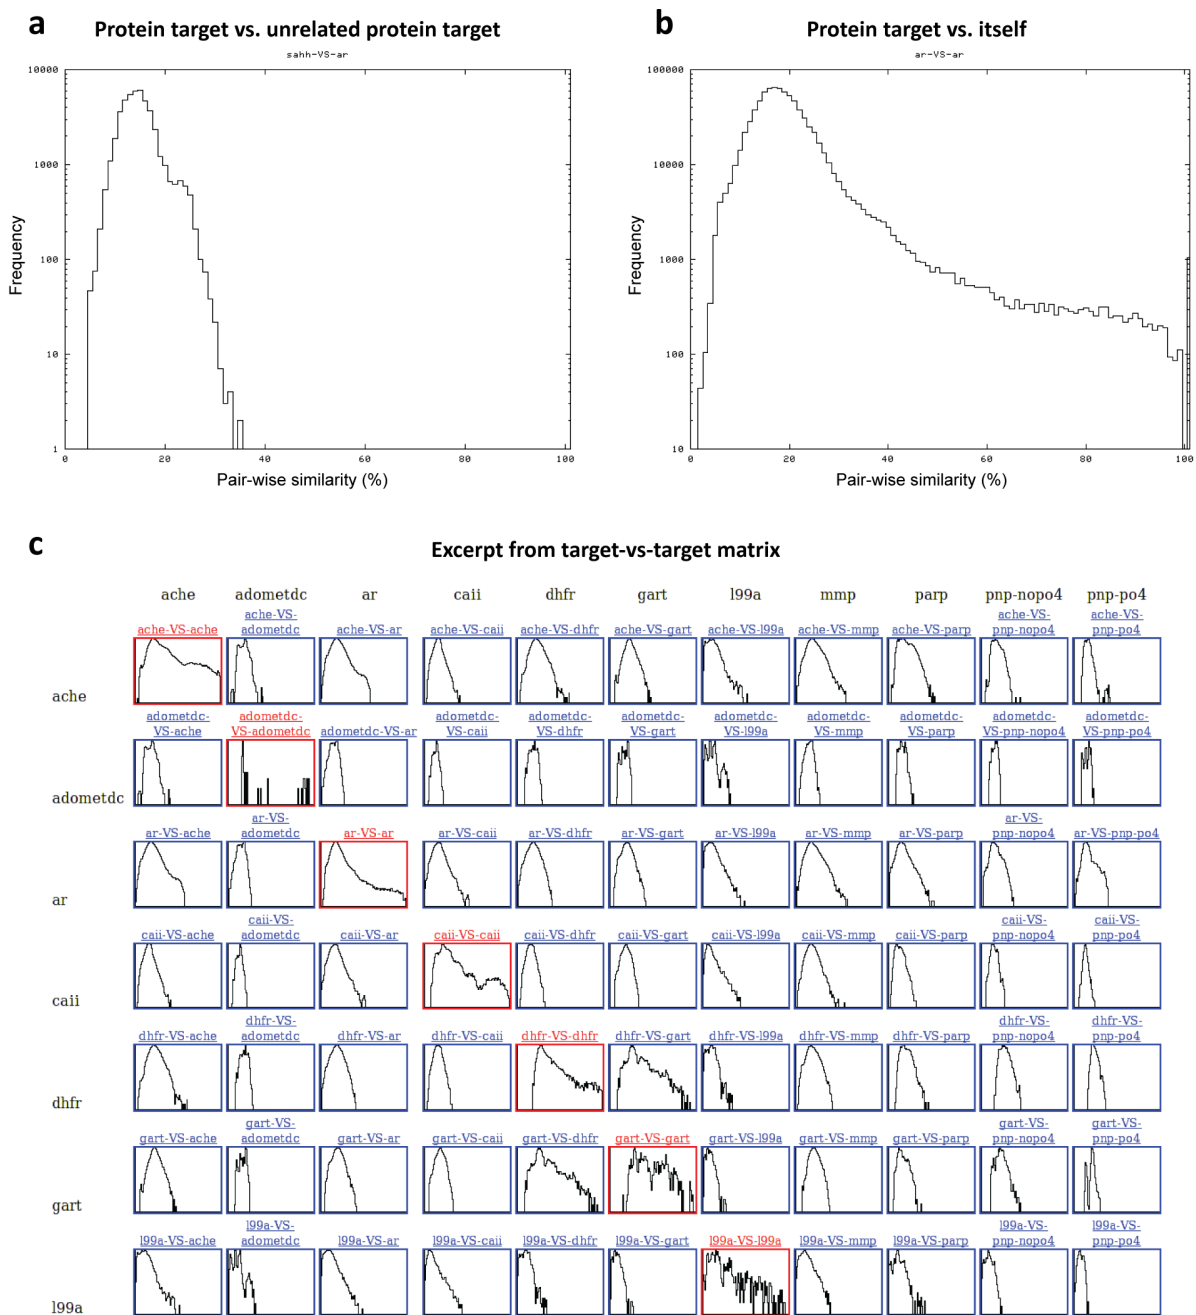 a
Protein target vs. unrelated protein target
sahh-VS-ar
10000
1000
100
10
1
Frequency
0 20 40 60 80 100
Pair-wise similarity (%)
b
Protein target vs. itself
ar-VS-ar
100000
10000
1000
100
10
Frequency
0 20 40 60 80 100
Pair-wise similarity (%)
c
Excerpt from target-vs-target matrix
ache adometdc ar caii dhfr gart l99a mmp parp pnp-nopo4 pnp-po4
ache-VS-ache ache-VS-adometdc ache-VS-ar ache-VS-caii ache-VS-dhfr ache-VS-gart ache-VS-l99a ache-VS-mmp ache-VS-parp ache-VS-pnp-nopo4 ache-VS-pnp-po4
ache
adometdc-VS-ache adometdc-VS-adometdc adometdc-VS-ar adometdc-VS-caii adometdc-VS-dhfr adometdc-VS-gart adometdc-VS-l99a adometdc-VS-mmp adometdc-VS-parp adometdc-VS-pnp-nopo4 adometdc-VS-pnp-po4
adometdc
ar-VS-ache ar-VS-adometdc ar-VS-ar ar-VS-caii ar-VS-dhfr ar-VS-gart ar-VS-l99a ar-VS-mmp ar-VS-parp ar-VS-pnp-nopo4 ar-VS-pnp-po4
ar
caii-VS-ache caii-VS-adometdc caii-VS-ar caii-VS-caii caii-VS-dhfr caii-VS-gart caii-VS-l99a caii-VS-mmp caii-VS-parp caii-VS-pnp-nopo4 caii-VS-pnp-po4
caii
dhfr-VS-ache dhfr-VS-adometdc dhfr-VS-ar dhfr-VS-caii dhfr-VS-dhfr dhfr-VS-gart dhfr-VS-l99a dhfr-VS-mmp dhfr-VS-parp dhfr-VS-pnp-nopo4 dhfr-VS-pnp-po4
dhfr
gart-VS-ache gart-VS-adometdc gart-VS-ar gart-VS-caii gart-VS-dhfr gart-VS-gart gart-VS-l99a gart-VS-mmp gart-VS-parp gart-VS-pnp-nopo4 gart-VS-pnp-po4
gart
l99a-VS-ache l99a-VS-adometdc l99a-VS-ar l99a-VS-caii l99a-VS-dhfr l99a-VS-gart l99a-VS-l99a l99a-VS-mmp l99a-VS-parp l99a-VS-pnp-nopo4 l99a-VS-pnp-po4
l99a